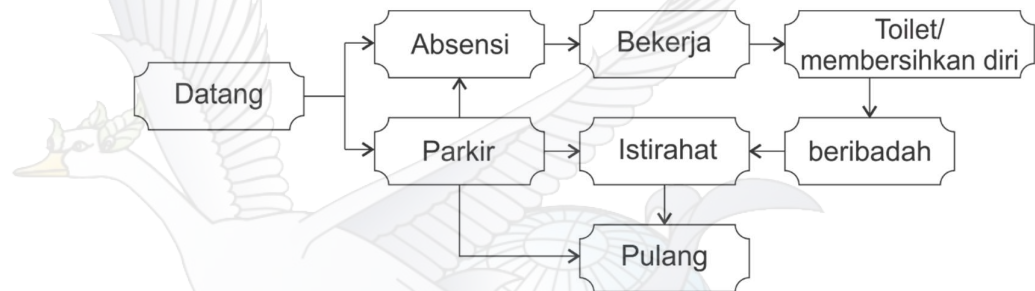 Datang
Absensi
Bekerja
Toilet/
membersihkan diri
Parkir
Istirahat
beribadah
Pulang